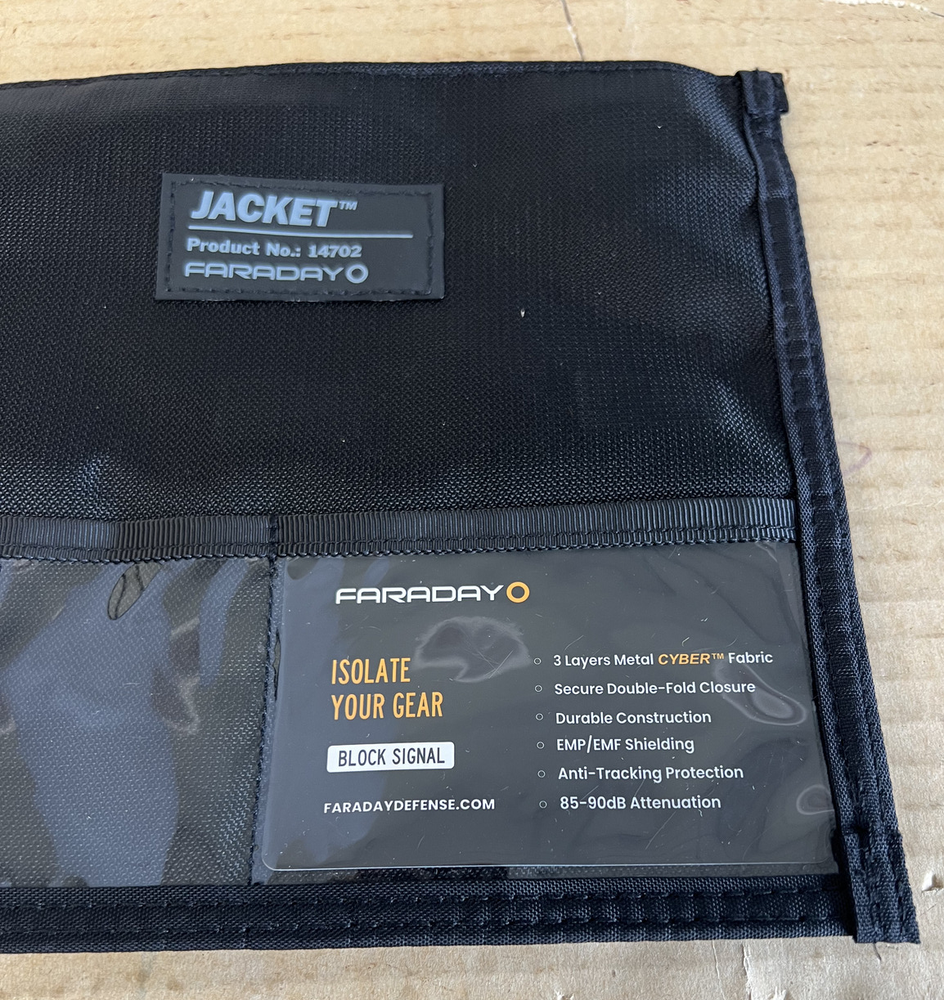 JACKET™
Product No.: 14702
FARADAY
FARADAY
ISOLATE
YOUR GEAR
BLOCK SIGNAL
FARADAYDEFENSE.COM
○ 3 Layers Metal CYBER™ Fabric
○ Secure Double-Fold Closure
○ Durable Construction
○ EMP/EMF Shielding
○ Anti-Tracking Protection
○ 85-90dB Attenuation